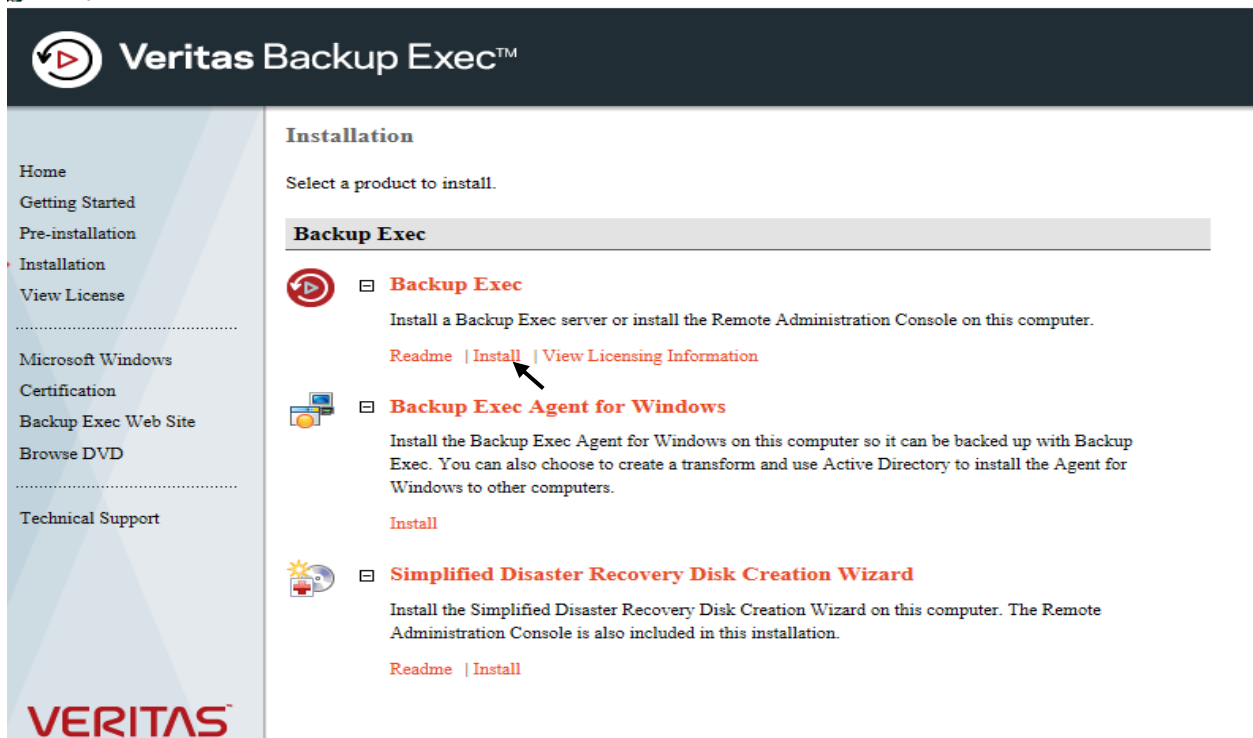 Veritas Backup Exec™
Home
Getting Started
Pre-installation
Installation
View License
Microsoft Windows
Certification
Backup Exec Web Site
Browse DVD
Technical Support
VERITAS™
Installation
Select a product to install.
Backup Exec
Backup Exec
Install a Backup Exec server or install the Remote Administration Console on this computer.
Readme | Install | View Licensing Information
Backup Exec Agent for Windows
Install the Backup Exec Agent for Windows on this computer so it can be backed up with Backup
Exec. You can also choose to create a transform and use Active Directory to install the Agent for
Windows to other computers.
Install
Simplified Disaster Recovery Disk Creation Wizard
Install the Simplified Disaster Recovery Disk Creation Wizard on this computer. The Remote
Administration Console is also included in this installation.
Readme | Install